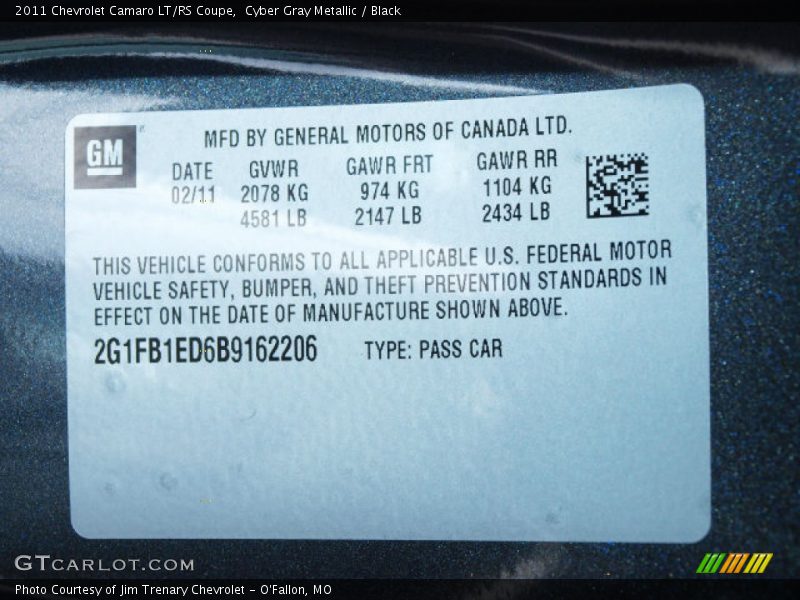 2011 Chevrolet Camaro LT/RS Coupe,  Cyber Gray Metallic / Black
GM
MFD BY GENERAL MOTORS OF CANADA LTD.
DATE GVWR GAWR FRT GAWR RR
02/11 2078 KG 974 KG 1104 KG
4581 LB 2147 LB 2434 LB
THIS VEHICLE CONFORMS TO ALL APPLICABLE U.S. FEDERAL MOTOR
VEHICLE SAFETY, BUMPER, AND THEFT PREVENTION STANDARDS IN
EFFECT ON THE DATE OF MANUFACTURE SHOWN ABOVE.
2G1FB1ED6B9162206 TYPE: PASS CAR
GTCARLOT.COM
Photo Courtesy of Jim Trenary Chevrolet - O'Fallon, MO